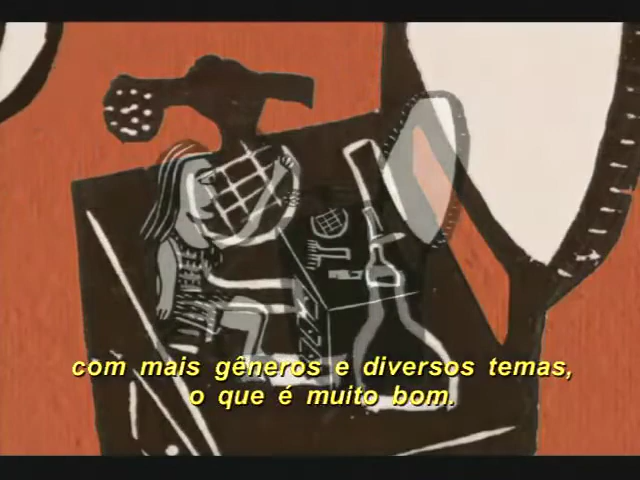 com mais gêneros e diversos temas,
o que é muito bom.